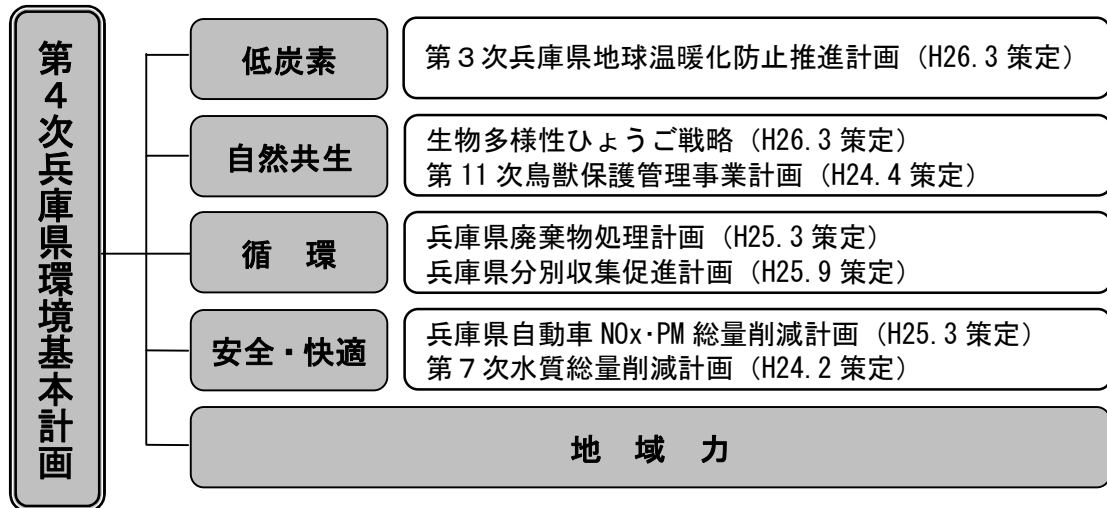 第４次兵庫県環境基本計画
低炭素
第３次兵庫県地球温暖化防止推進計画（H26.3 策定）
自然共生
生物多様性ひょうご戦略（H26.3 策定）
第 11 次鳥獣保護管理事業計画（H24.4 策定）
循　環
兵庫県廃棄物処理計画（H25.3 策定）
兵庫県分別収集促進計画（H25.9 策定）
安全・快適
兵庫県自動車 NOx･PM 総量削減計画（H25.3 策定）
第７次水質総量削減計画（H24.2 策定）
地　域　力